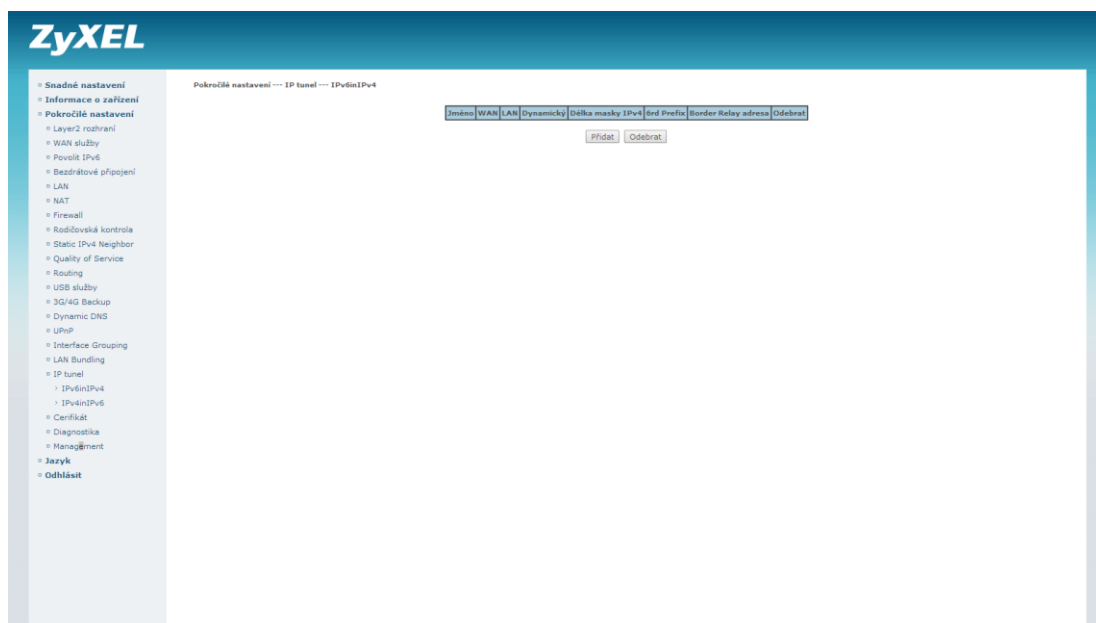 ZyXEL
Snadné nastavení
Informace o zařízení
Pokročilé nastavení
Layer2 rozhraní
WAN služby
Povolit IPv6
Bezdrátové připojení
LAN
NAT
Firewall
Rodičovská kontrola
Static IPv4 Neighbor
Quality of Service
Routing
USB služby
3G/4G Backup
Dynamic DNS
UPnP
Interface Grouping
LAN Bundling
IP tunel
IPv6inIPv4
IPv4inIPv6
Cerifikát
Diagnostika
Management
Jazyk
Odhlásit
Pokročilé nastavení --- IP tunel --- IPv6inIPv4
Jméno WAN LAN Dynamický Délka masky IPv4 6rd Prefix Border Relay adresa Odebrat
Přidat Odebrat